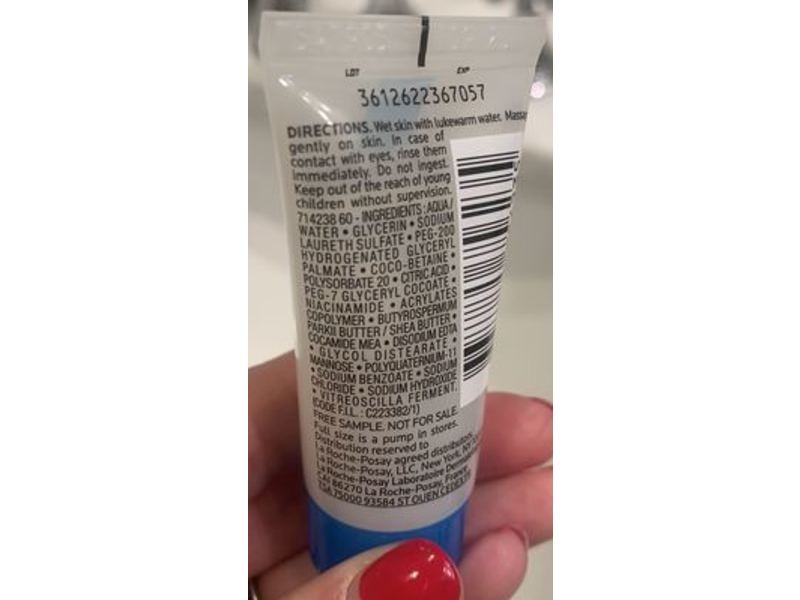 LOT EXP
3612622367057
DIRECTIONS. Wet skin with lukewarm water. Massa
gently on skin. In case of
contact with eyes, rinse them
immediately. Do not ingest.
Keep out of the reach of young
children without supervision.
714238 60 - INGREDIENTS: AQUA /
WATER • GLYCERIN • SODIUM
LAURETH SULFATE • PEG-200
HYDROGENATED GLYCERYL
PALMATE • COCO-BETAINE •
POLYSORBATE 20 • CITRIC ACID •
PEG-7 GLYCERYL COCOATE •
NIACINAMIDE • ACRYLATES
COPOLYMER • BUTYROSPERMUM
PARKII BUTTER / SHEA BUTTER •
COCAMIDE MEA • DISODIUM EDTA
• GLYCOL DISTEARATE •
MANNOSE • POLYQUATERNIUM-11
• SODIUM BENZOATE • SODIUM
CHLORIDE • SODIUM HYDROXIDE
• VITREOSCILLA FERMENT.
(CODE F.I.L.: C223382/1)
FREE SAMPLE. NOT FOR SALE.
Full size is a pump in stores.
Distribution reserved to
La Roche-Posay agreed distributors.
La Roche-Posay, LLC, New York, NY
La Roche-Posay Laboratoire
CAI 86270 La Roche-Posay, France
TSA 75000 93584 ST OUEN CEDEX